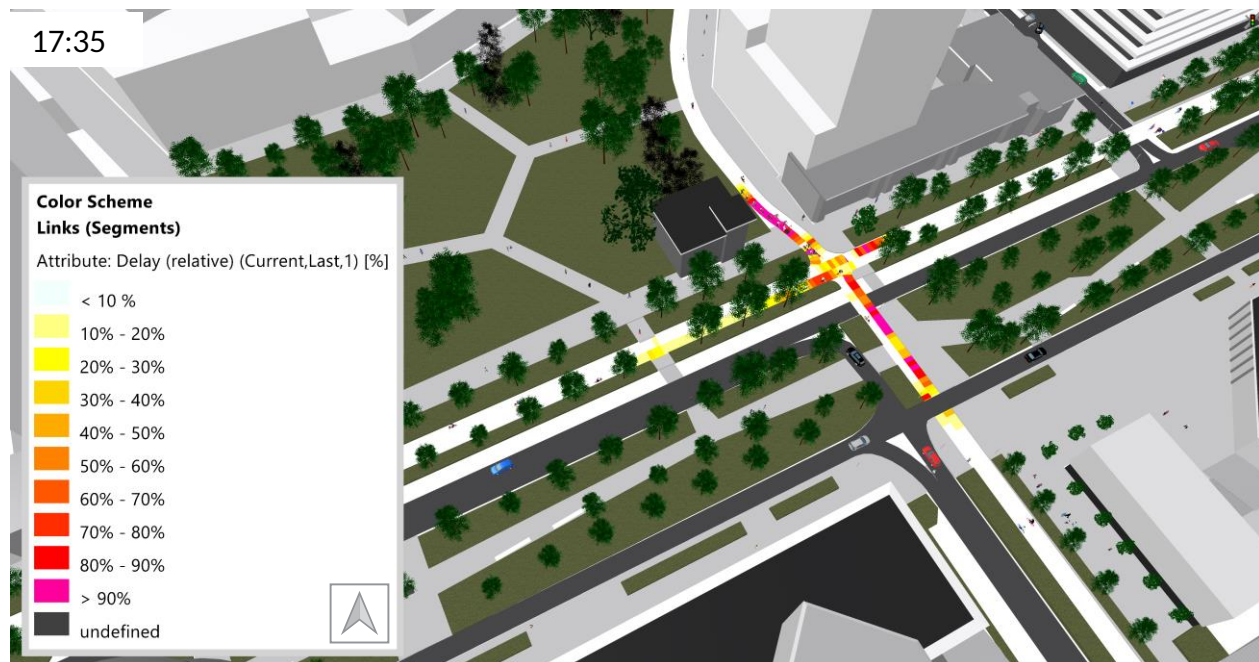 17:35
Color Scheme
Links (Segments)
Attribute: Delay (relative) (Current,Last,1) [%]
< 10 %
10% - 20%
20% - 30%
30% - 40%
40% - 50%
50% - 60%
60% - 70%
70% - 80%
80% - 90%
> 90%
undefined